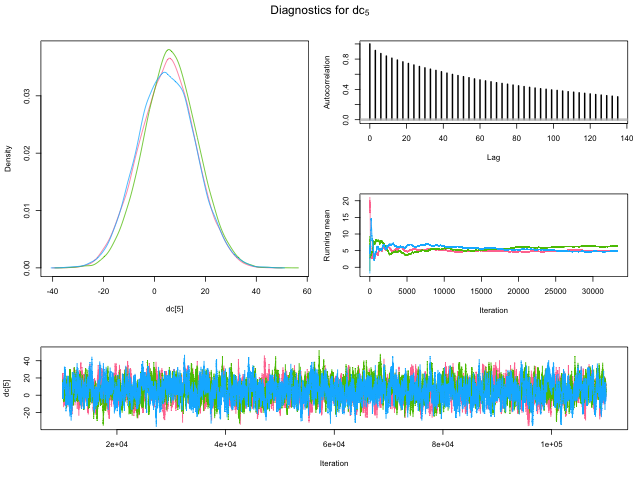 Diagnostics for dc5
Density
0.00
0.01
0.02
0.03
-40
-20
0
20
40
60
dc[5]
Autocorrelation
0.0
0.4
0.8
0
20
40
60
80
100
120
140
Lag
Running mean
0
5
10
15
20
0
5000
10000
15000
20000
25000
30000
Iteration
dc[5]
-20
0
20
40
2e+04
4e+04
6e+04
8e+04
1e+05
Iteration